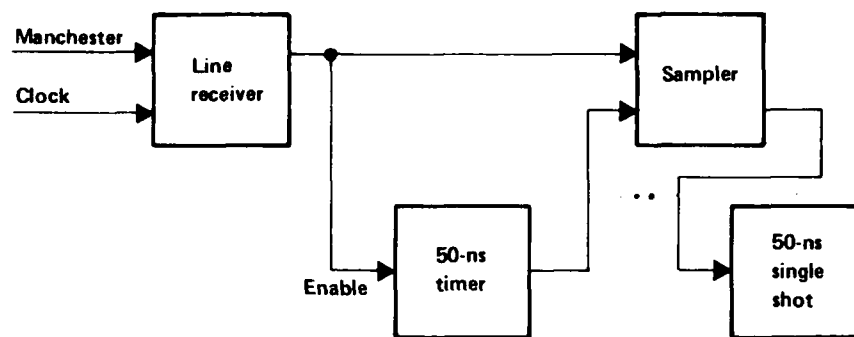 Manchester
Clock
Line
receiver
Sampler
Enable
50-ns
timer
50-ns
single
shot